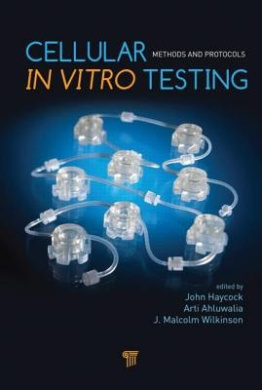 CELLULAR METHODS AND PROTOCOLS
IN VITRO TESTING
edited by
John Haycock
Arti Ahluwalia
J. Malcolm Wilkinson